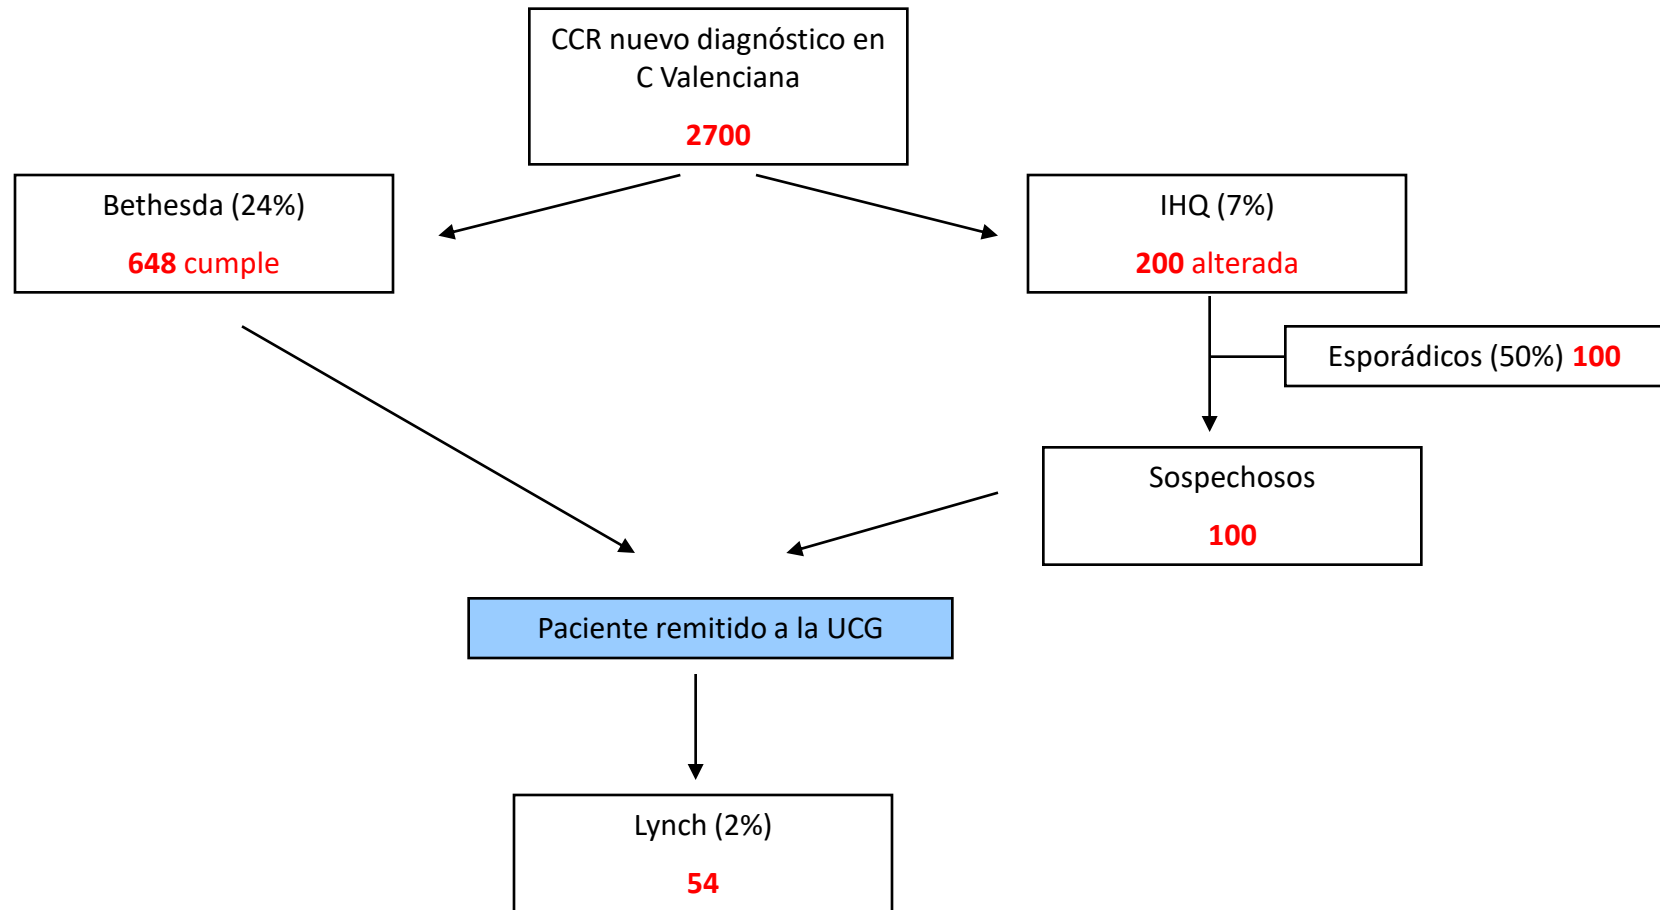 CCR nuevo diagnóstico en
C Valenciana
2700
Bethesda (24%)
648 cumple
IHQ (7%)
200 alterada
Esporádicos (50%) 100
Sospechosos
100
Paciente remitido a la UCG
Lynch (2%)
54